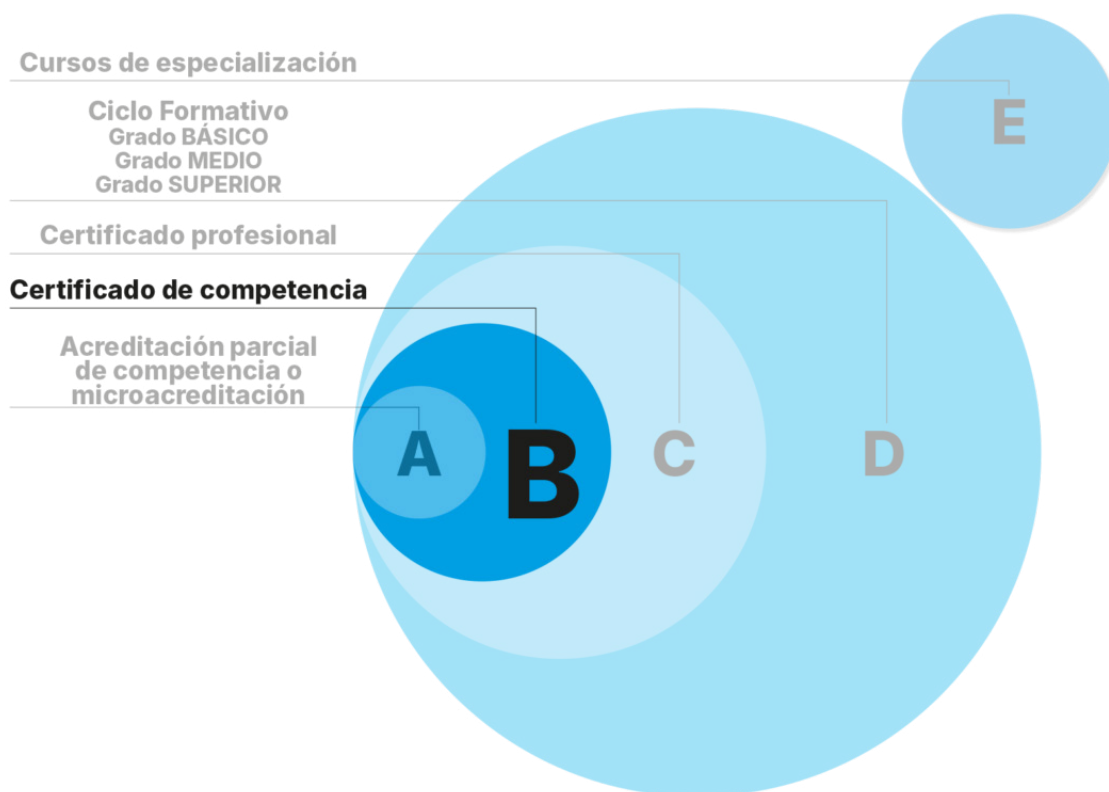 Cursos de especialización
E
Ciclo Formativo
Grado BÁSICO
Grado MEDIO
Grado SUPERIOR
Certificado profesional
Certificado de competencia
Acreditación parcial
de competencia o
microacreditación
A
B
C
D